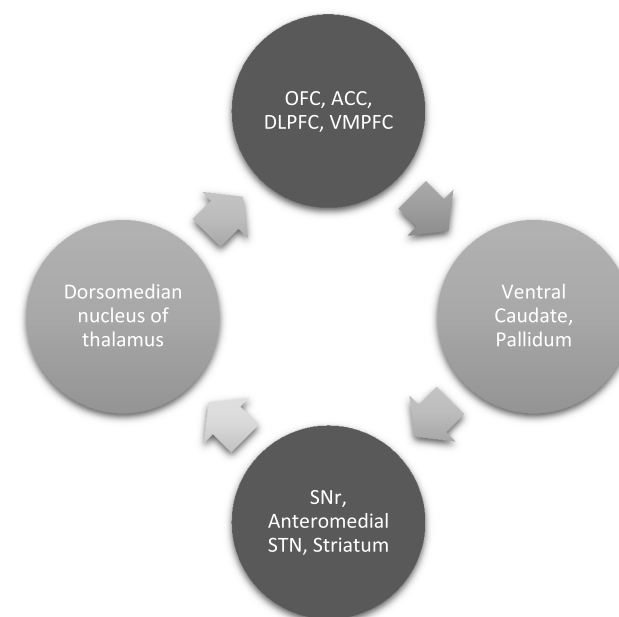 OFC, ACC,
DLPFC, VMPFC
Ventral
Caudate,
Pallidum
SNr,
Anteromedial
STN, Striatum
Dorsomedian
nucleus of
thalamus